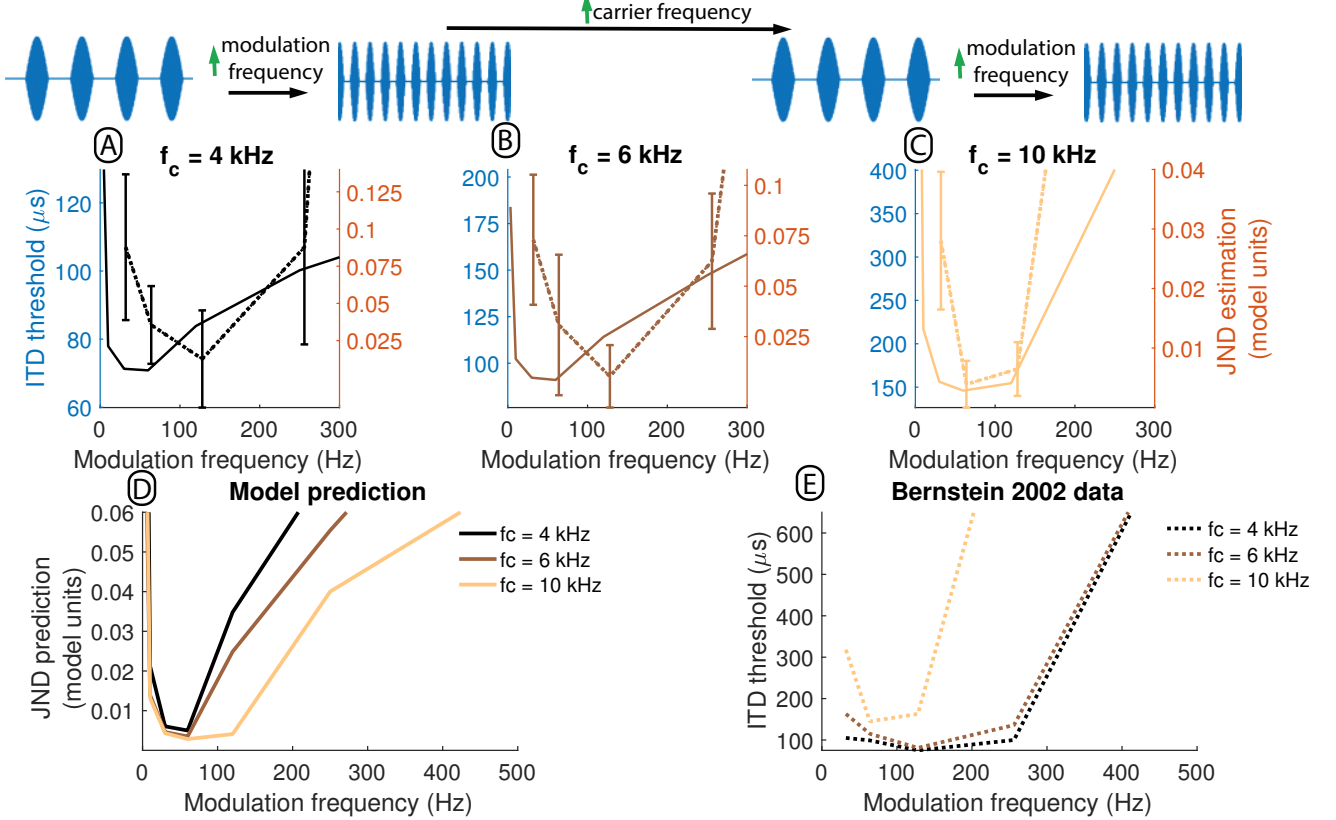 carrier frequency
modulation
frequency
modulation
frequency
A
f_c = 4 kHz
B
f_c = 6 kHz
C
f_c = 10 kHz
ITD threshold (μs)
120
100
80
60
0.125
0.1
0.075
0.05
0.025
0
100
200
300
Modulation frequency (Hz)
200
175
150
125
100
0.1
0.075
0.05
0.025
0
100
200
300
Modulation frequency (Hz)
400
350
300
250
200
150
0.04
0.03
0.02
0.01
JND estimation
(model units)
0
100
200
300
Modulation frequency (Hz)
D
Model prediction
JND prediction
(model units)
0.06
0.05
0.04
0.03
0.02
0.01
fc = 4 kHz
fc = 6 kHz
fc = 10 kHz
0
100
200
300
400
500
Modulation frequency (Hz)
E
Bernstein 2002 data
ITD threshold (μs)
600
500
400
300
200
100
fc = 4 kHz
fc = 6 kHz
fc = 10 kHz
0
100
200
300
400
500
Modulation frequency (Hz)